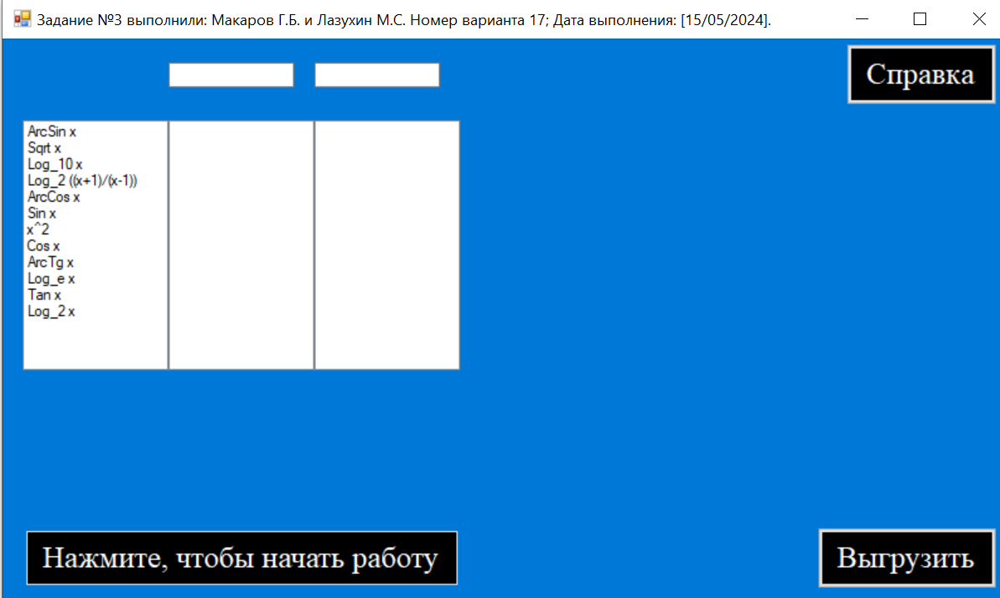 Задание №3 выполнили: Макаров Г.Б. и Лазухин М.С. Номер варианта 17; Дата выполнения: [15/05/2024].
Справка
ArcSin x
Sqrt x
Log_10 x
Log_2 ((x+1)/(x-1))
ArcCos x
Sin x
x^2
Cos x
ArcTg x
Log_e x
Tan x
Log_2 x
Нажмите, чтобы начать работу
Выгрузить